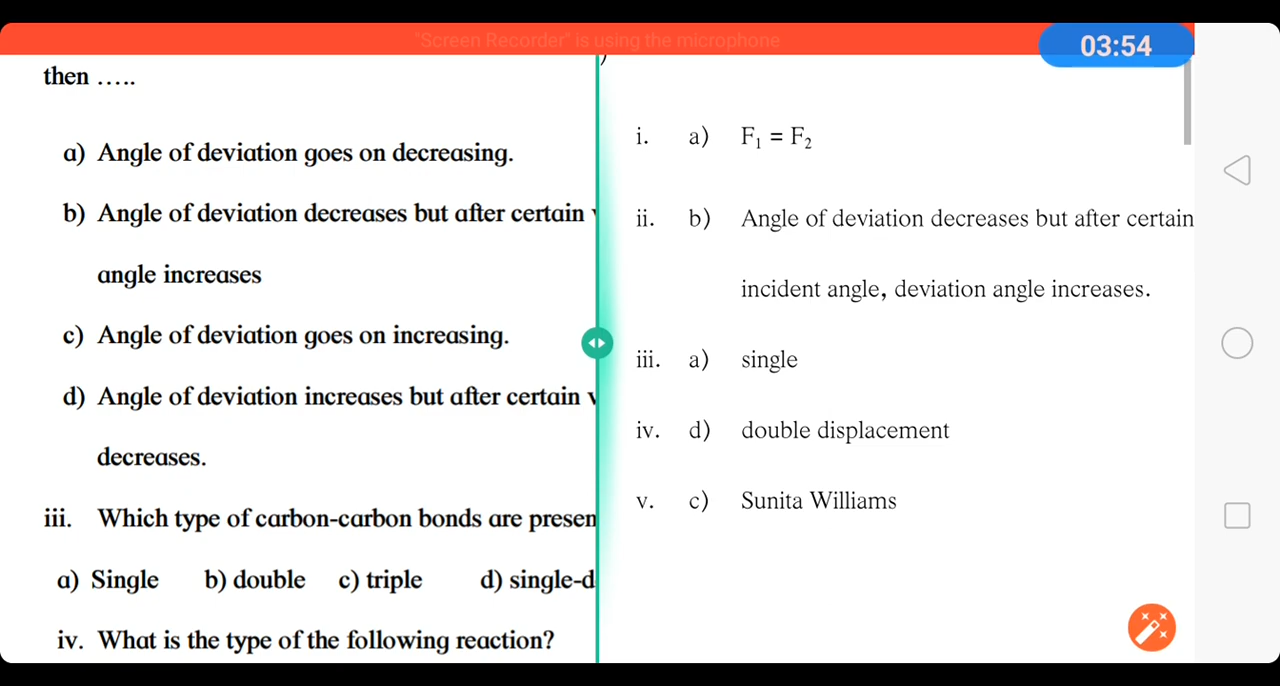 "Screen Recorder" is using the microphone
03:54
then .....
a) Angle of deviation goes on decreasing.
b) Angle of deviation decreases but after certain
angle increases
c) Angle of deviation goes on increasing.
d) Angle of deviation increases but after certain
decreases.
iii. Which type of carbon-carbon bonds are presen
a) Single b) double c) triple d) single-d
iv. What is the type of the following reaction?
i. a) F₁ = F₂
ii. b) Angle of deviation decreases but after certain
incident angle, deviation angle increases.
iii. a) single
iv. d) double displacement
v. c) Sunita Williams